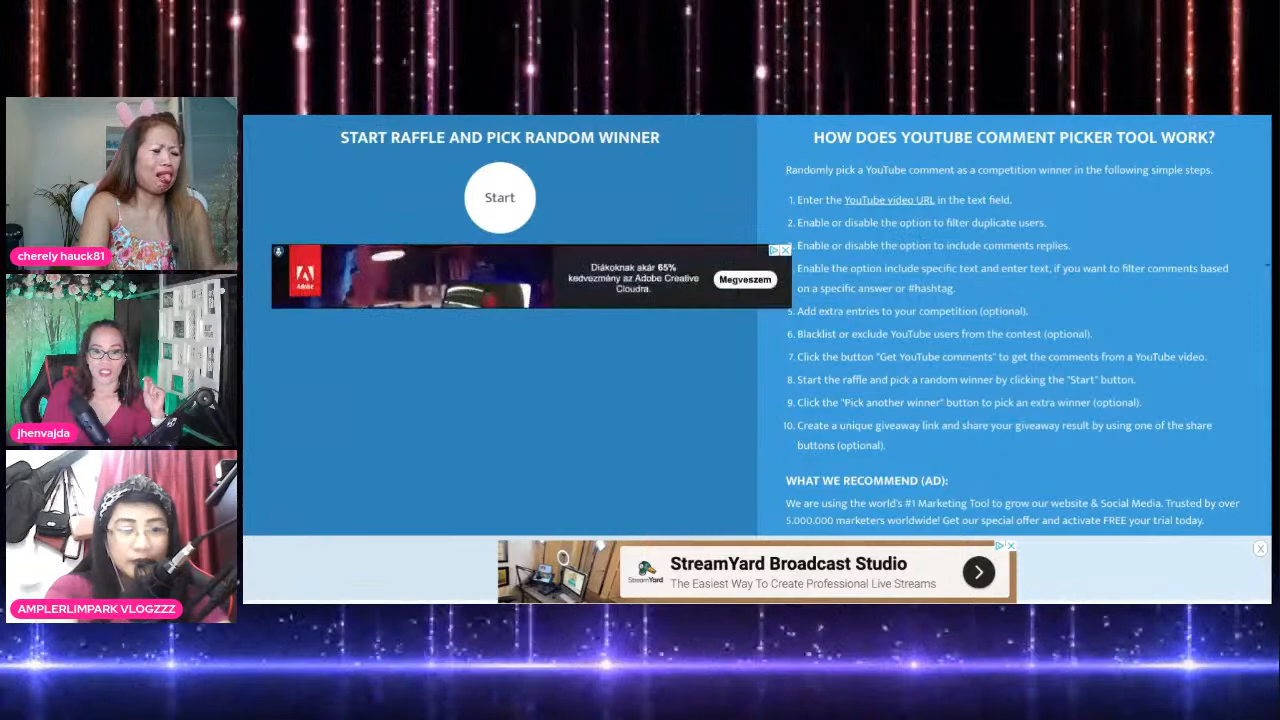 cherely hauck81
jhenvajda
AMPLERLIMPARK VLOGZZZ
START RAFFLE AND PICK RANDOM WINNER
Start
Adobe
Diákoknak akár 65%
kedvezmény az Adobe Creative
Cloudra.
Megveszem
HOW DOES YOUTUBE COMMENT PICKER TOOL WORK?
Randomly pick a YouTube comment as a competition winner in the following simple steps.
1. Enter the YouTube video URL in the text field.
2. Enable or disable the option to filter duplicate users.
Enable or disable the option to include comments replies.
Enable the option include specific text and enter text, if you want to filter comments based
on a specific answer or #hashtag.
5. Add extra entries to your competition (optional).
6. Blacklist or exclude YouTube users from the contest (optional).
7. Click the button "Get YouTube comments" to get the comments from a YouTube video.
8. Start the raffle and pick a random winner by clicking the "Start" button.
9. Click the "Pick another winner" button to pick an extra winner (optional).
10. Create a unique giveaway link and share your giveaway result by using one of the share
buttons (optional).
WHAT WE RECOMMEND (AD):
We are using the world's #1 Marketing Tool to grow our website & Social Media. Trusted by over
5.000.000 marketers worldwide! Get our special offer and activate FREE your trial today.
StreamYard
StreamYard Broadcast Studio
The Easiest Way To Create Professional Live Streams
X